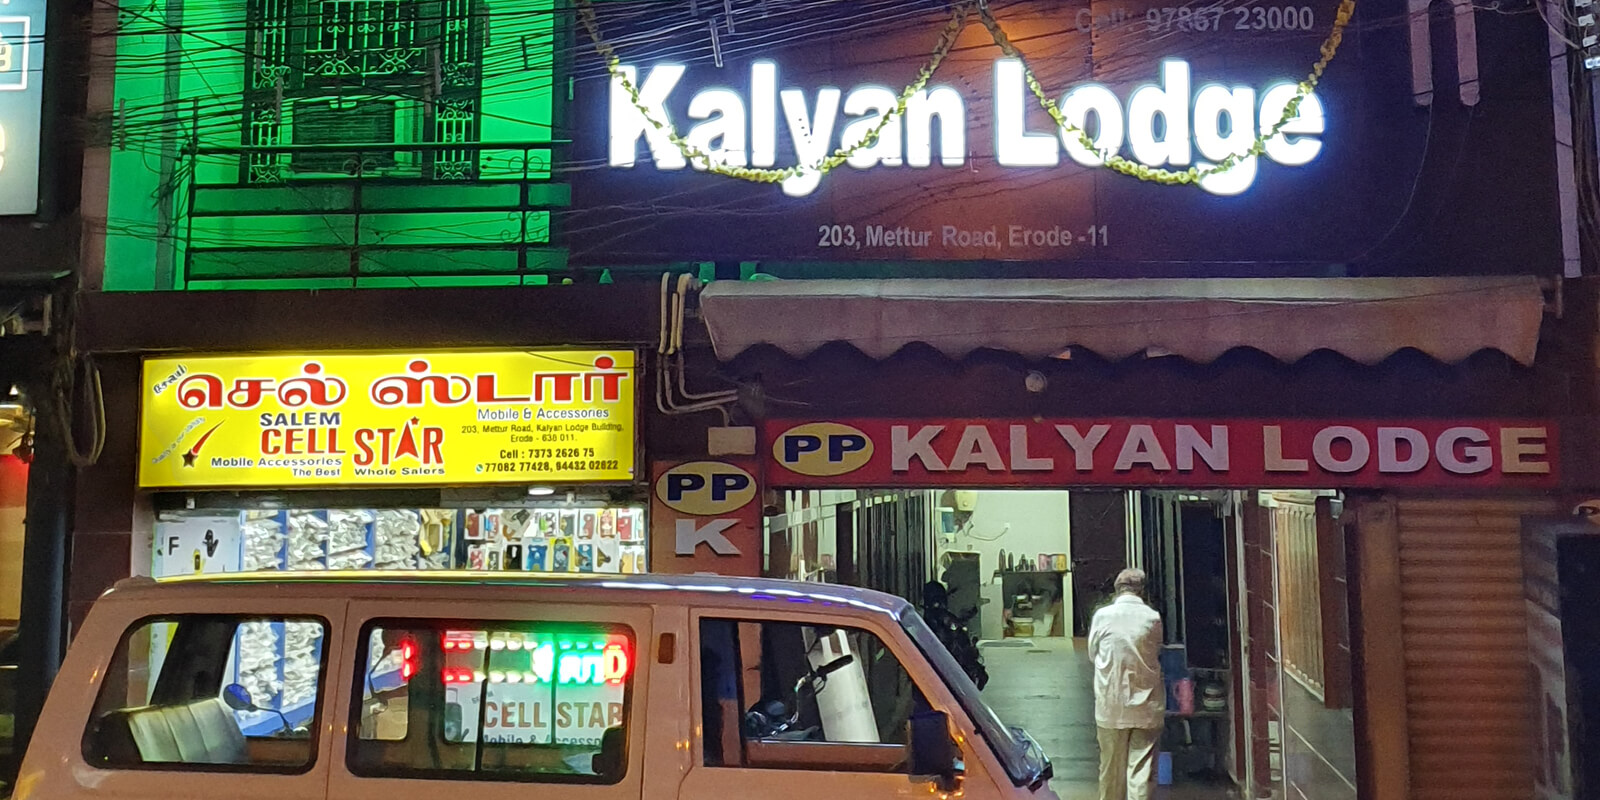 Cell: 97867 23000
Kalyan Lodge
203, Mettur Road, Erode -11
சேலம்
செல் ஸ்டார்
SALEM
CELL STAR
Mobile Accessories
The Best
Whole Salers
Mobile & Accessories
203, Mettur Road, Kalyan Lodge Building,
Erode - 638 011.
Cell : 7373 2626 75
77082 77428, 94432 02822
PP KALYAN LODGE
PP
K
F
CELL STAR